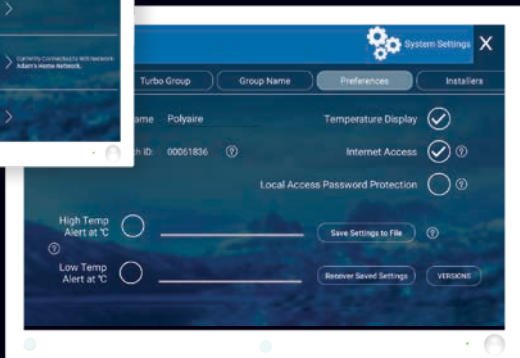 Currently Connected to Wifi Network:
Adam's Home Network.
System Settings X
Turbo Group
Group Name
Preferences
Installers
ame Polyaire
Temperature Display
ch ID: 00061836 ?
Internet Access ?
Local Access Password Protection ?
High Temp
Alert at °C
Save Settings to File ?
?
Low Temp
Alert at °C
Recover Saved Settings
VERSIONS